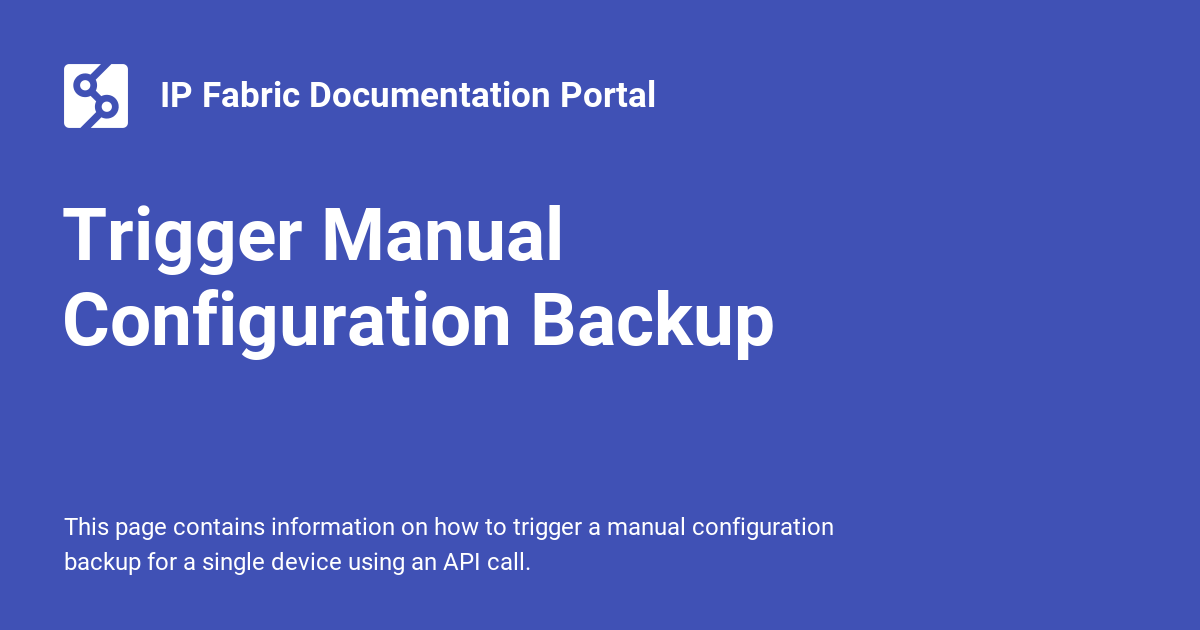 IP Fabric Documentation Portal
Trigger Manual
Configuration Backup
This page contains information on how to trigger a manual configuration
backup for a single device using an API call.